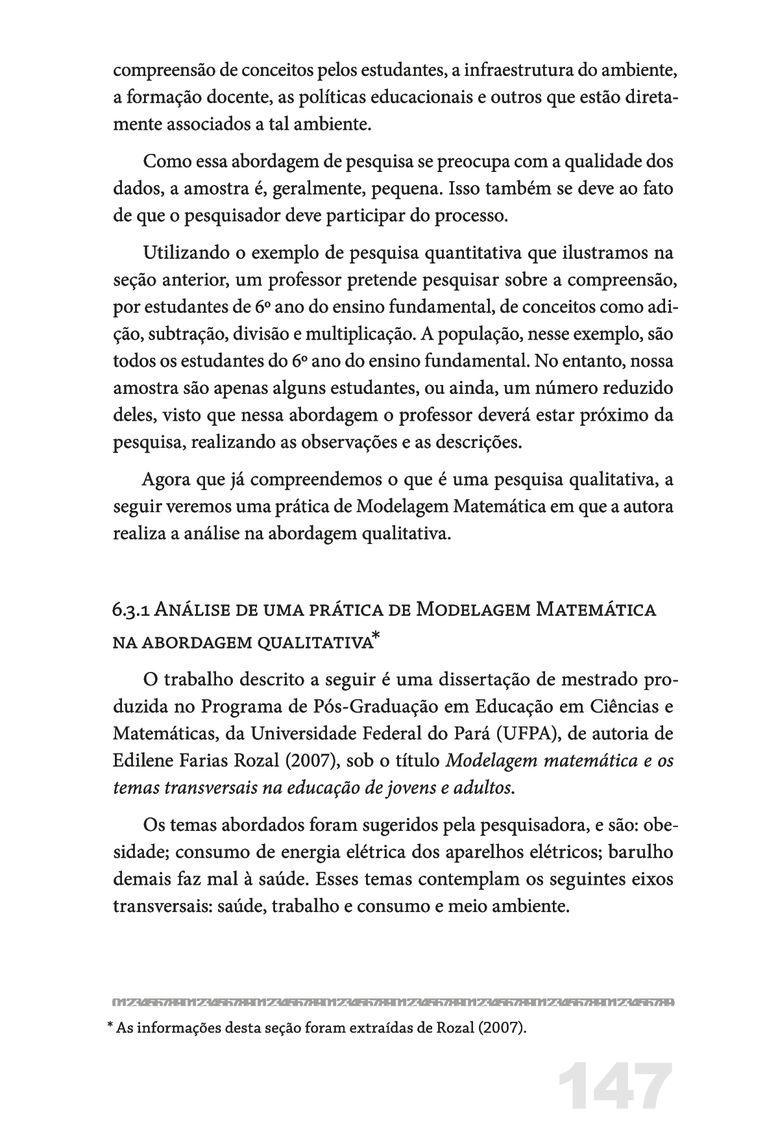 compreensão de conceitos pelos estudantes, a infraestrutura do ambiente,
a formação docente, as políticas educacionais e outros que estão direta-
mente associados a tal ambiente.
Como essa abordagem de pesquisa se preocupa com a qualidade dos
dados, a amostra é, geralmente, pequena. Isso também se deve ao fato
de que o pesquisador deve participar do processo.
Utilizando o exemplo de pesquisa quantitativa que ilustramos na
seção anterior, um professor pretende pesquisar sobre a compreensão,
por estudantes de 6º ano do ensino fundamental, de conceitos como adi-
ção, subtração, divisão e multiplicação. A população, nesse exemplo, são
todos os estudantes do 6º ano do ensino fundamental. No entanto, nossa
amostra são apenas alguns estudantes, ou ainda, um número reduzido
deles, visto que nessa abordagem o professor deverá estar próximo da
pesquisa, realizando as observações e as descrições.
Agora que já compreendemos o que é uma pesquisa qualitativa, a
seguir veremos uma prática de Modelagem Matemática em que a autora
realiza a análise na abordagem qualitativa.
6.3.1 Análise de uma prática de Modelagem Matemática
na abordagem qualitativa*
O trabalho descrito a seguir é uma dissertação de mestrado pro-
duzida no Programa de Pós-Graduação em Educação em Ciências e
Matemáticas, da Universidade Federal do Pará (UFPA), de autoria de
Edilene Farias Rozal (2007), sob o título Modelagem matemática e os
temas transversais na educação de jovens e adultos.
Os temas abordados foram sugeridos pela pesquisadora, e são: obe-
sidade; consumo de energia elétrica dos aparelhos elétricos; barulho
demais faz mal à saúde. Esses temas contemplam os seguintes eixos
transversais: saúde, trabalho e consumo e meio ambiente.
0123456789012345678901234567890123456789012345678901234567890123456789
* As informações desta seção foram extraídas de Rozal (2007).
147